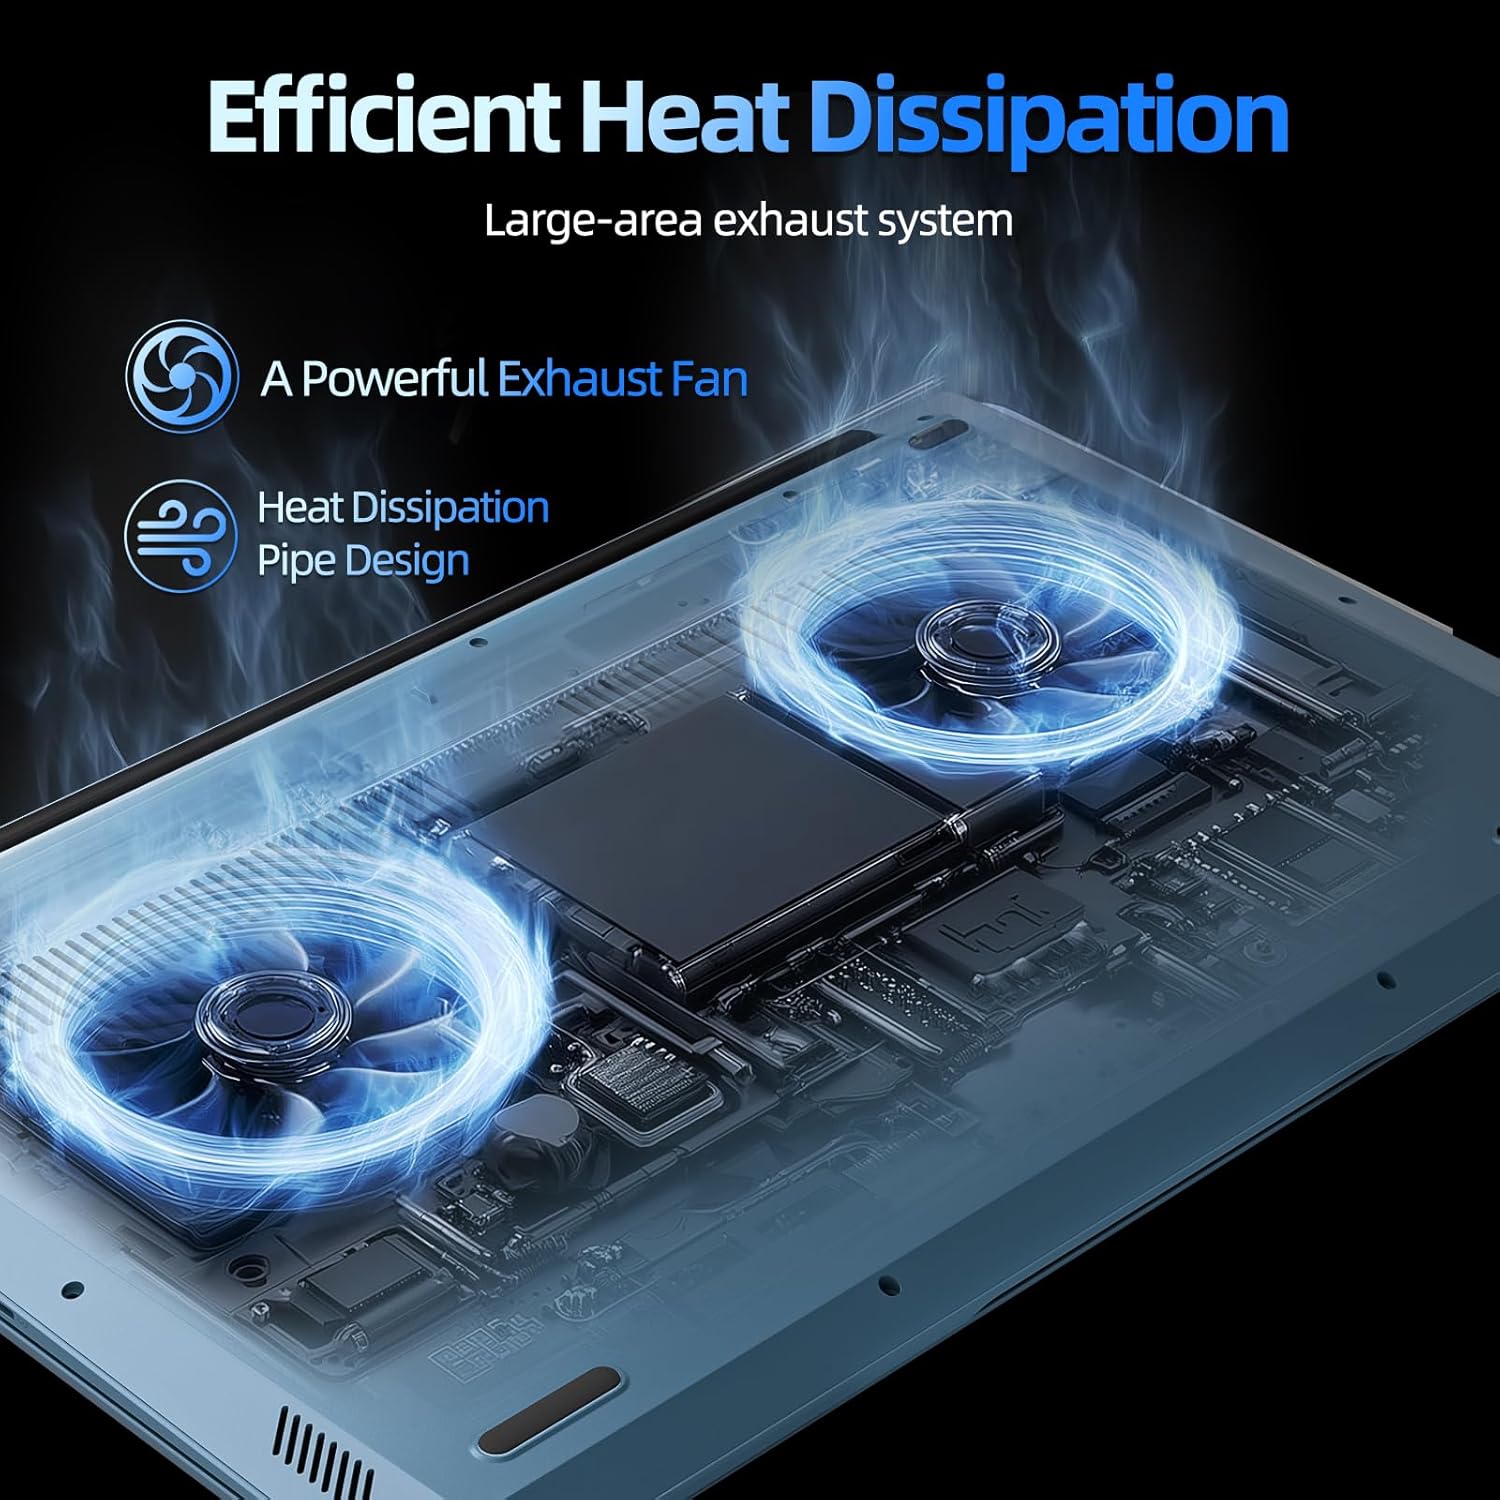 Efficient Heat Dissipation
Large-area exhaust system
A Powerful Exhaust Fan
Heat Dissipation
Pipe Design